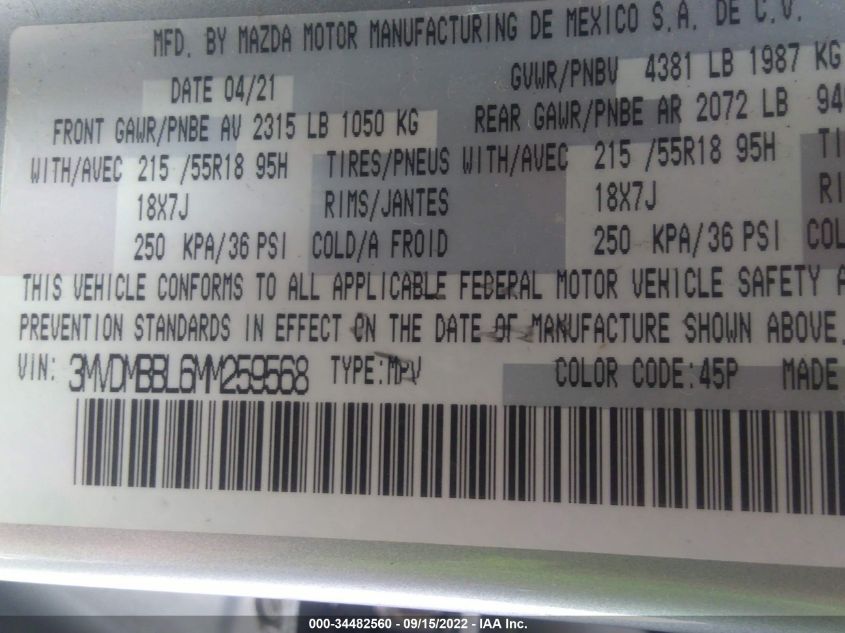 MFD. BY MAZDA MOTOR MANUFACTURING DE MEXICO S.A. DE C.V.
DATE 04/21 GVWR/PNBV 4381 LB 1987 KG
FRONT GAWR/PNBE AV 2315 LB 1050 KG REAR GAWR/PNBE AR 2072 LB 94
WITH/AVEC 215 /55R18 95H TIRES/PNEUS WITH/AVEC 215 /55R18 95H TI
18X7J RIMS/JANTES 18X7J RI
250 KPA/36 PSI COLD/A FROID 250 KPA/36 PSI COL
THIS VEHICLE CONFORMS TO ALL APPLICABLE FEDERAL MOTOR VEHICLE SAFETY A
PREVENTION STANDARDS IN EFFECT ON THE DATE OF MANUFACTURE SHOWN ABOVE.
VIN: 3MVDMBBL6MM259568 TYPE:MPV COLOR CODE:45P MADE
000-34482560 - 09/15/2022 - IAA Inc.